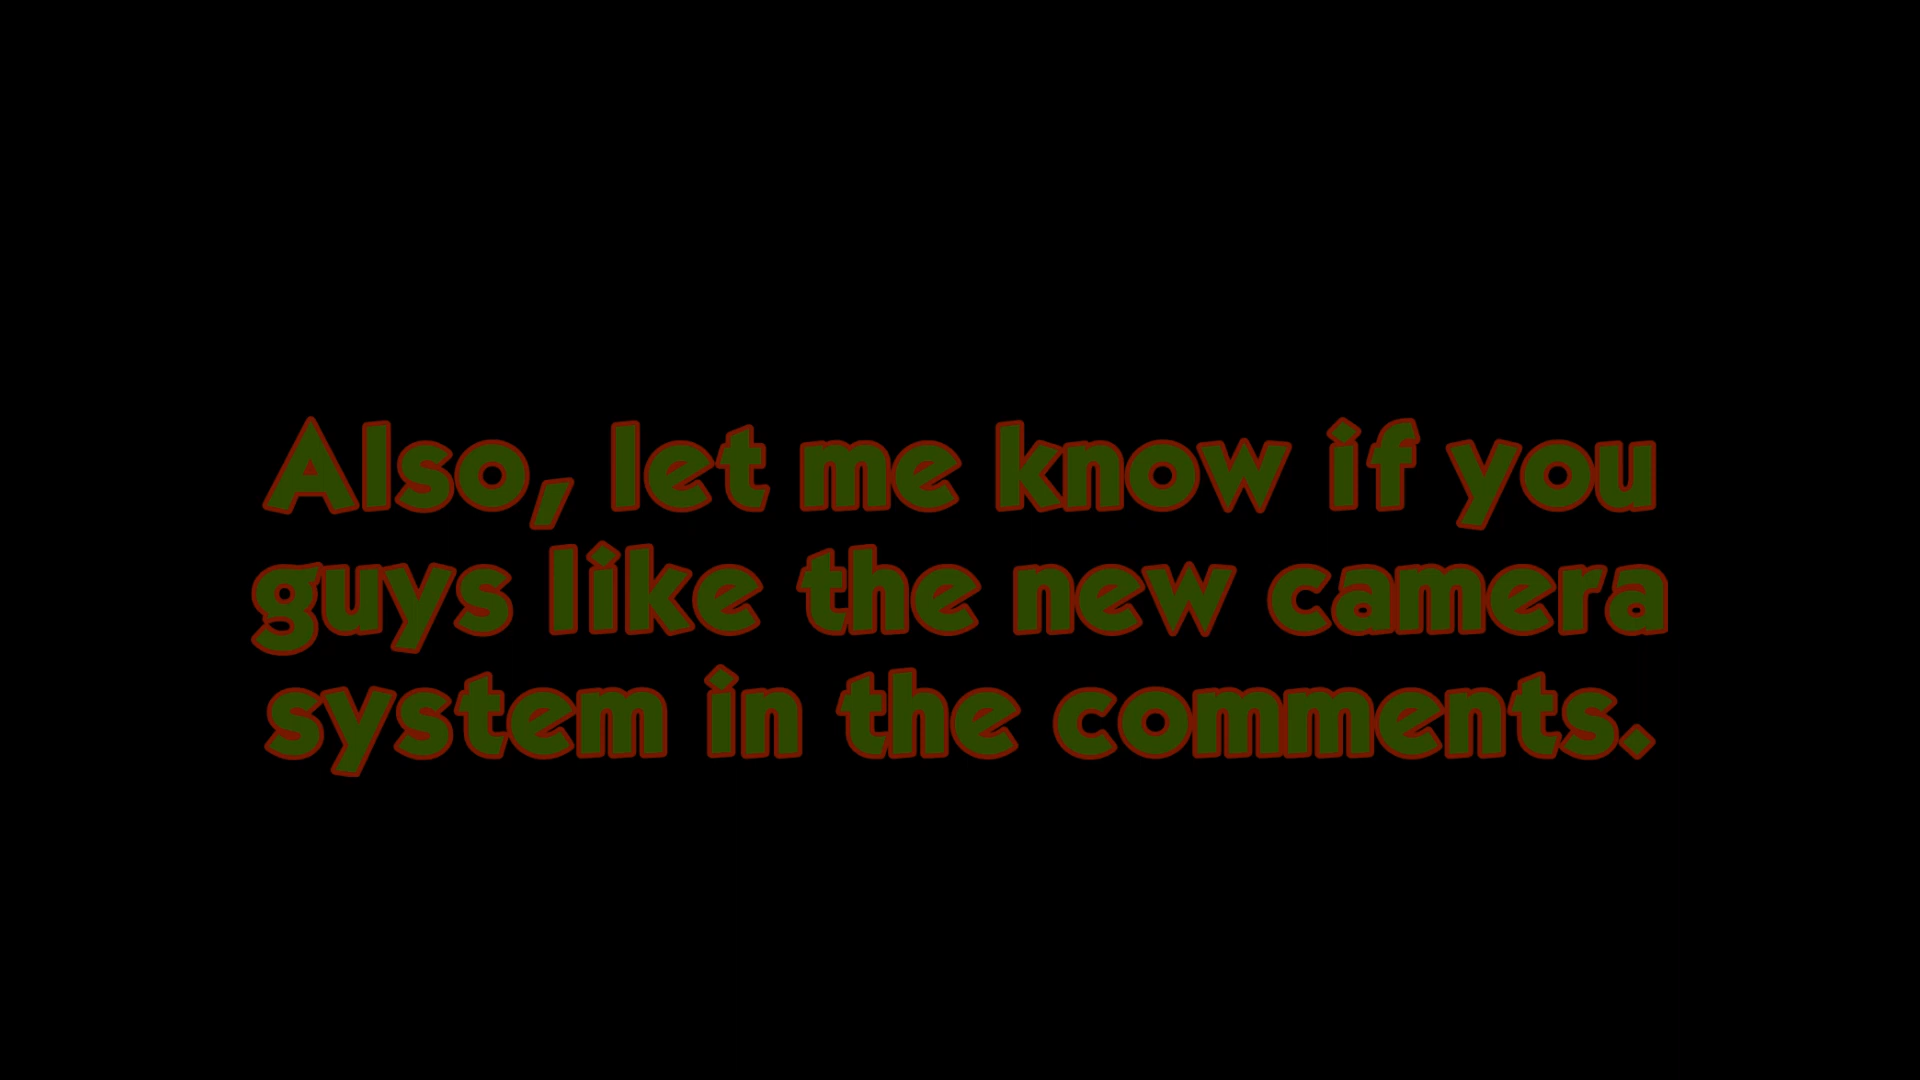 Also, let me know if you
guys like the new camera
system in the comments.